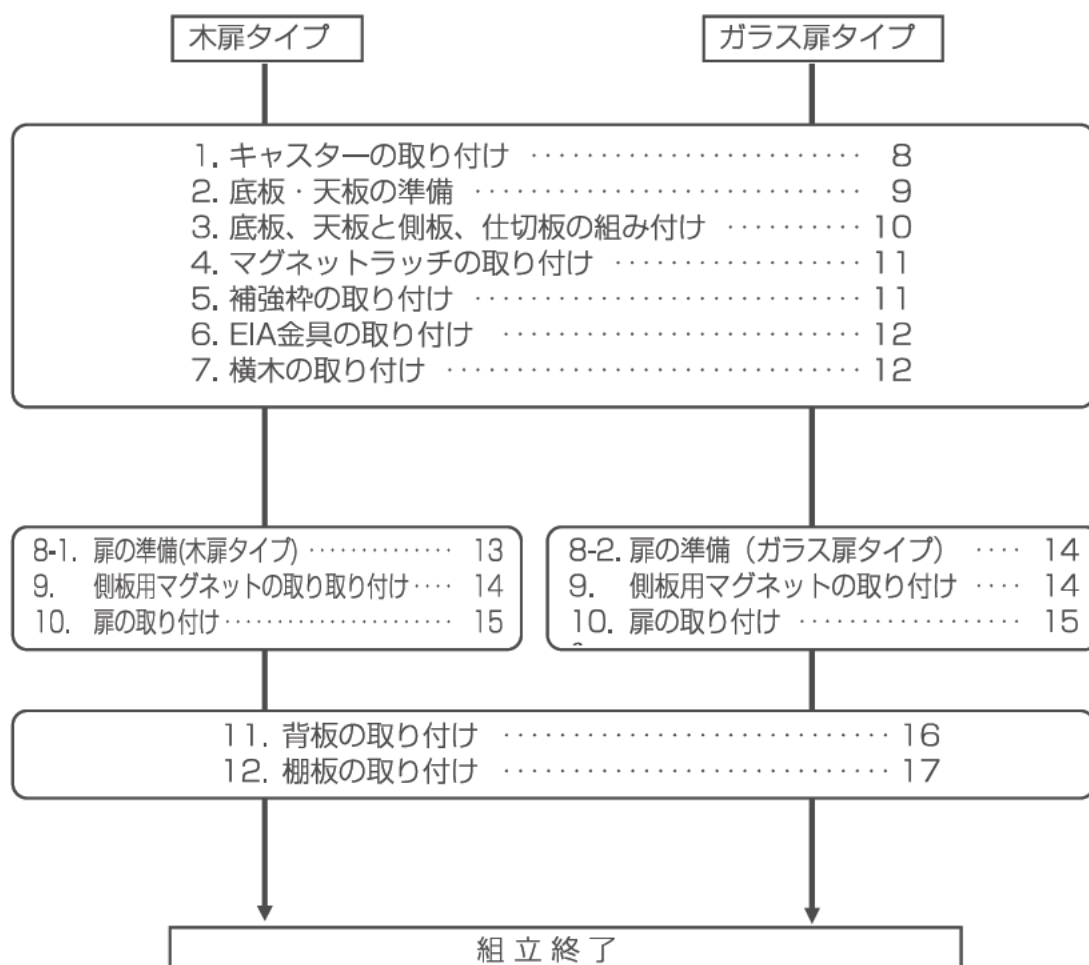 木扉タイプ
ガラス扉タイプ
1. キャスターの取り付け ························ 8
2. 底板・天板の準備 ···························· 9
3. 底板、天板と側板、仕切板の組み付け ·········· 10
4. マグネットラッチの取り付け ·················· 11
5. 補強枠の取り付け ···························· 11
6. EIA金具の取り付け ·························· 12
7. 横木の取り付け ······························ 12
8-1. 扉の準備(木扉タイプ) ·············· 13
9. 側板用マグネットの取り取り付け ···· 14
10. 扉の取り付け ······················ 15
8-2. 扉の準備（ガラス扉タイプ） ···· 14
9. 側板用マグネットの取り付け ···· 14
10. 扉の取り付け ·················· 15
11. 背板の取り付け ···························· 16
12. 棚板の取り付け ···························· 17
組立終了